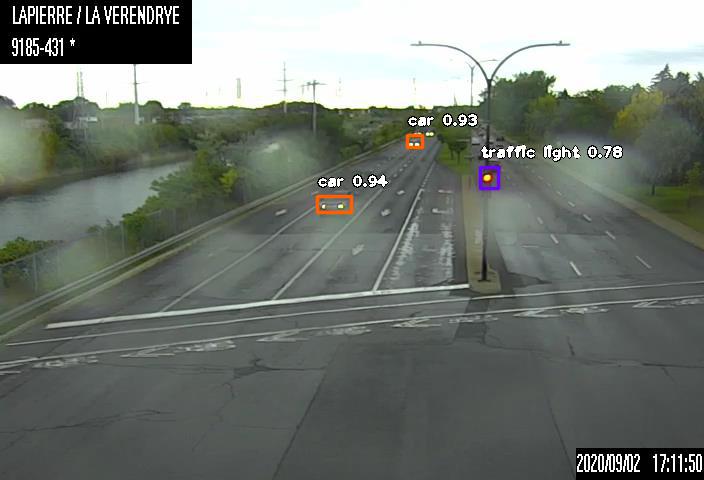 LAPIERRE / LA VERENDRYE
9185-431 *
car 0.93
traffic light 0.78
car 0.94
2020/09/02 17:11:50